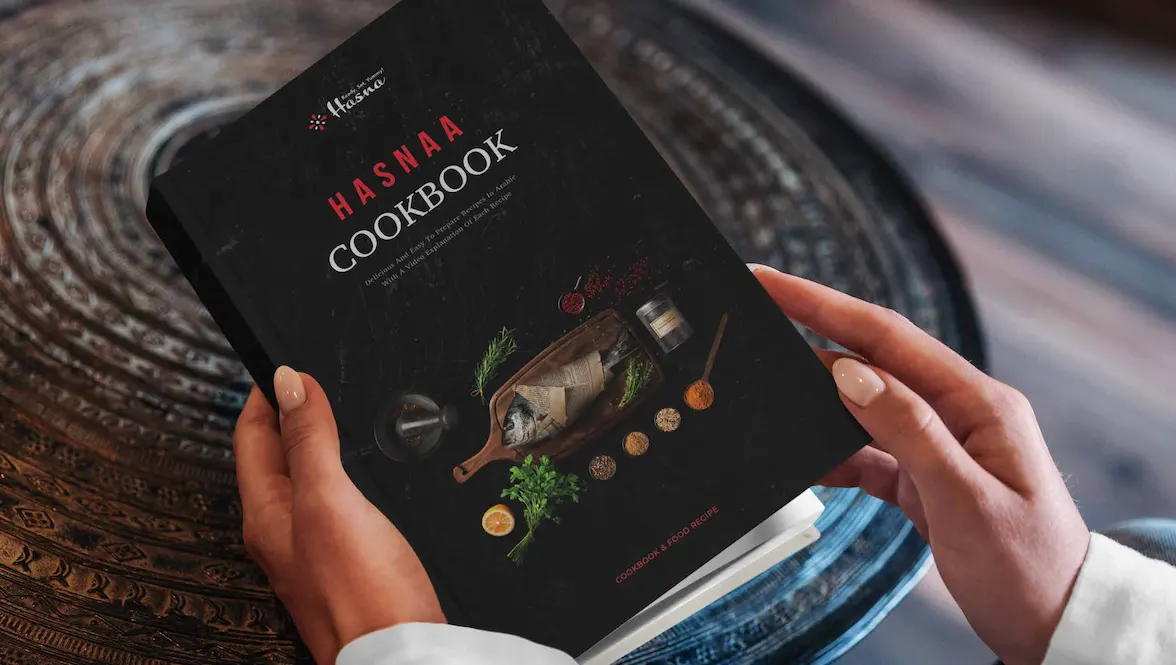 Ready, Set, Yummy!
Hasna
HASNAA
COOKBOOK
Delicious And Easy To Prepare Recipes In Arabic
With A Video Explanation Of Each Recipe
COOKBOOK & FOOD RECIPE